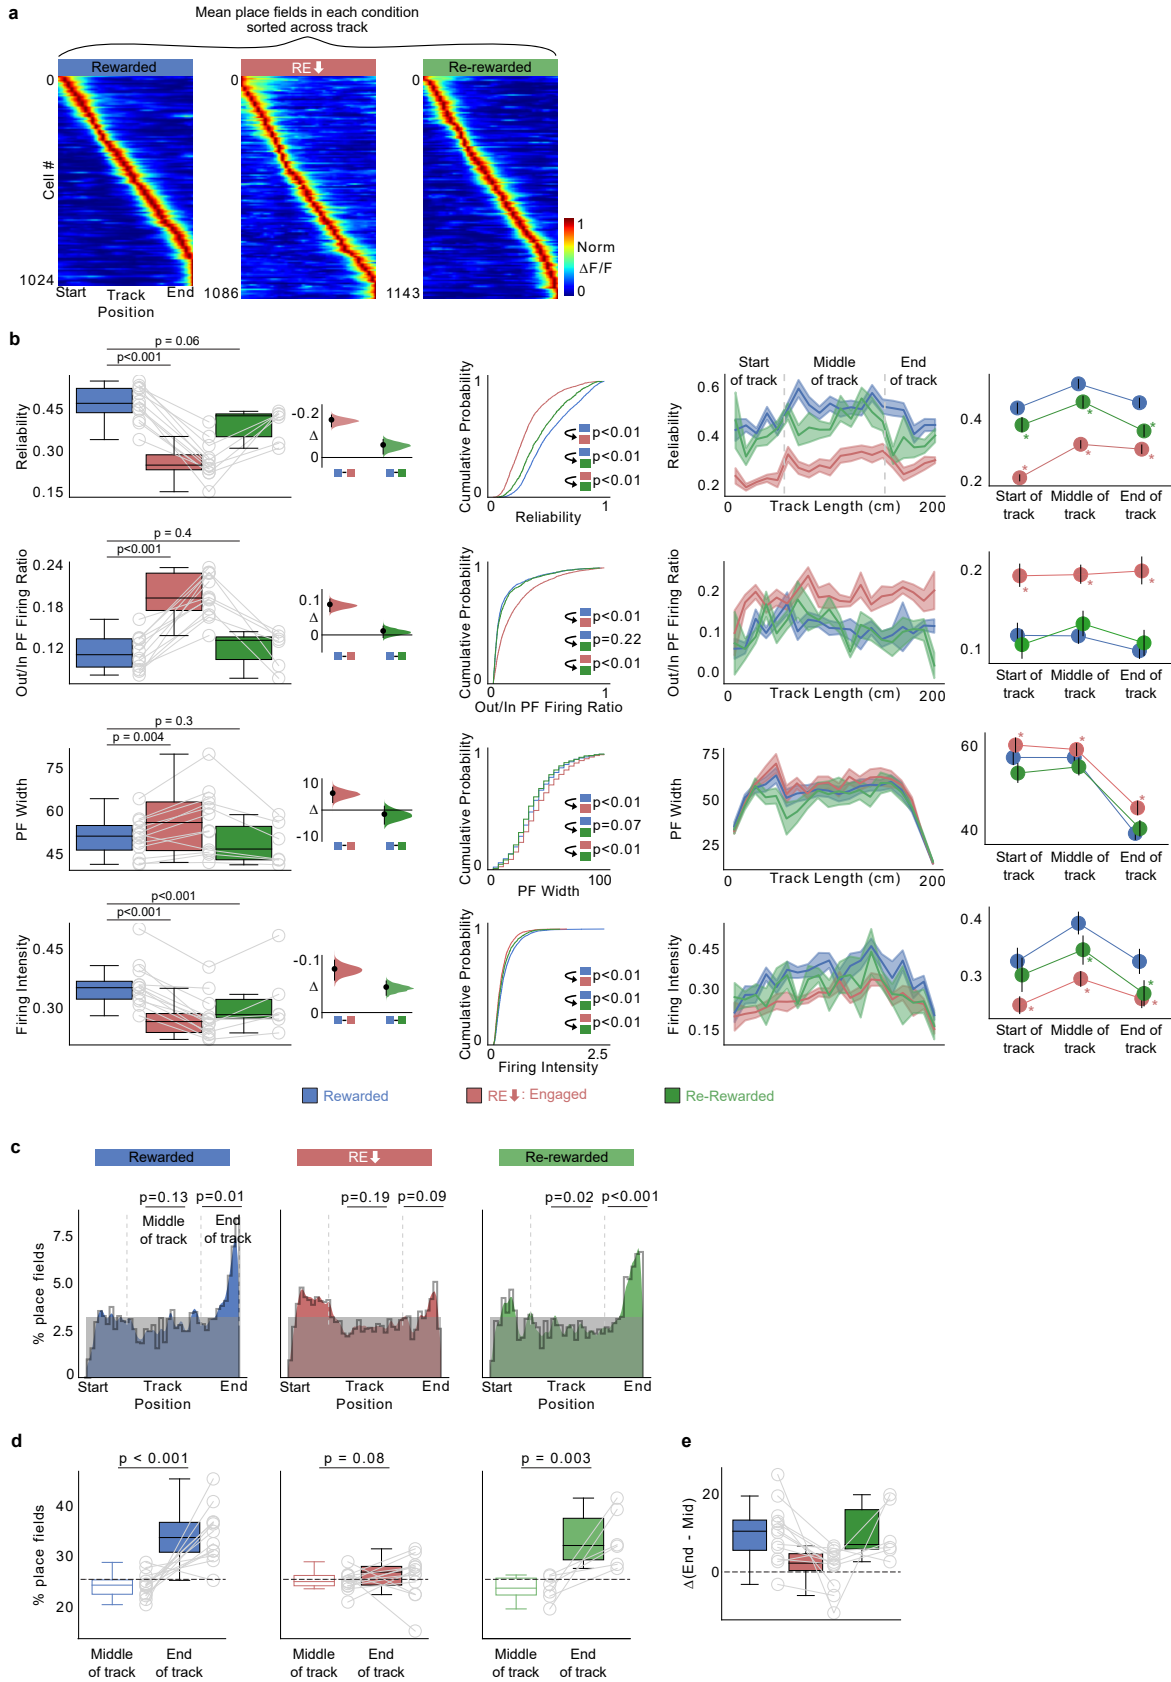 a
Mean place fields in each condition
sorted across track
Rewarded
RE⬇
Re-rewarded
0
0
0
Cell #
1024
1086
1143
Start
Track
Position
End
1
Norm
ΔF/F
0
b
p = 0.06
p<0.001
Reliability
0.45
0.30
0.15
-0.2
Δ
0
Cumulative Probability
1
0
p<0.01
p<0.01
p<0.01
1
Reliability
Start
of track
Middle
of track
End
of track
Reliability
0.6
0.4
0.2
0
Track Length (cm)
200
0.4
0.2
*
*
*
*
*
*
Start of
track
Middle of
track
End of
track
p = 0.4
p<0.001
Out/In PF Firing Ratio
0.24
0.18
0.12
0.1
Δ
0
Cumulative Probability
1
0
p<0.01
p=0.22
p<0.01
0
1
Out/In PF Firing Ratio
Out/In PF Firing Ratio
0.2
0.1
0.0
0
Track Length (cm)
200
0.2
0.1
*
*
*
Start of
track
Middle of
track
End of
track
p = 0.3
p = 0.004
PF Width
75
60
45
10
Δ
-10
Cumulative Probability
1
0
p<0.01
p=0.07
p<0.01
0
100
PF Width
PF Width
75
50
25
0
Track Length (cm)
200
60
40
*
*
*
Start of
track
Middle of
track
End of
track
p<0.001
p<0.001
Firing Intensity
0.45
0.30
-0.1
Δ
0
Cumulative Probability
1
0
p<0.01
p<0.01
p<0.01
0
2.5
Firing Intensity
Firing Intensity
0.45
0.30
0.15
0.4
0.3
*
*
*
*
*
Start of
track
Middle of
track
End of
track
Rewarded
RE⬇: Engaged
Re-Rewarded
c
Rewarded
RE⬇
Re-rewarded
p=0.13
p=0.01
p=0.19
p=0.09
p=0.02
p<0.001
Middle
of track
End
of track
% place fields
7.5
5.0
2.5
0
Start
Track
Position
End
Start
Track
Position
End
Start
Track
Position
End
d
p < 0.001
p = 0.08
p = 0.003
% place fields
40
30
20
Middle
of track
End of
track
Middle
of track
End of
track
Middle
of track
End of
track
e
Δ(End - Mid)
20
0